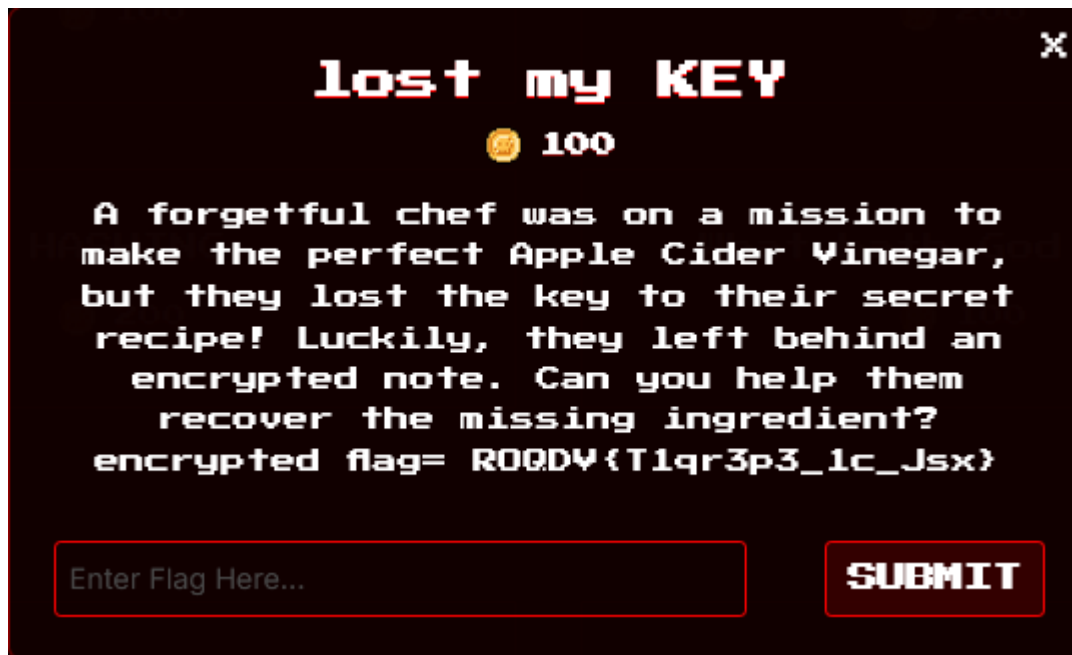 X
lost my KEY
100
A forgetful chef was on a mission to
make the perfect Apple Cider Vinegar,
but they lost the key to their secret
recipe! Luckily, they left behind an
encrypted note. Can you help them
recover the missing ingredient?
encrypted flag= ROQDV{T1qr3p3_1c_Jsx}
Enter Flag Here...
SUBMIT